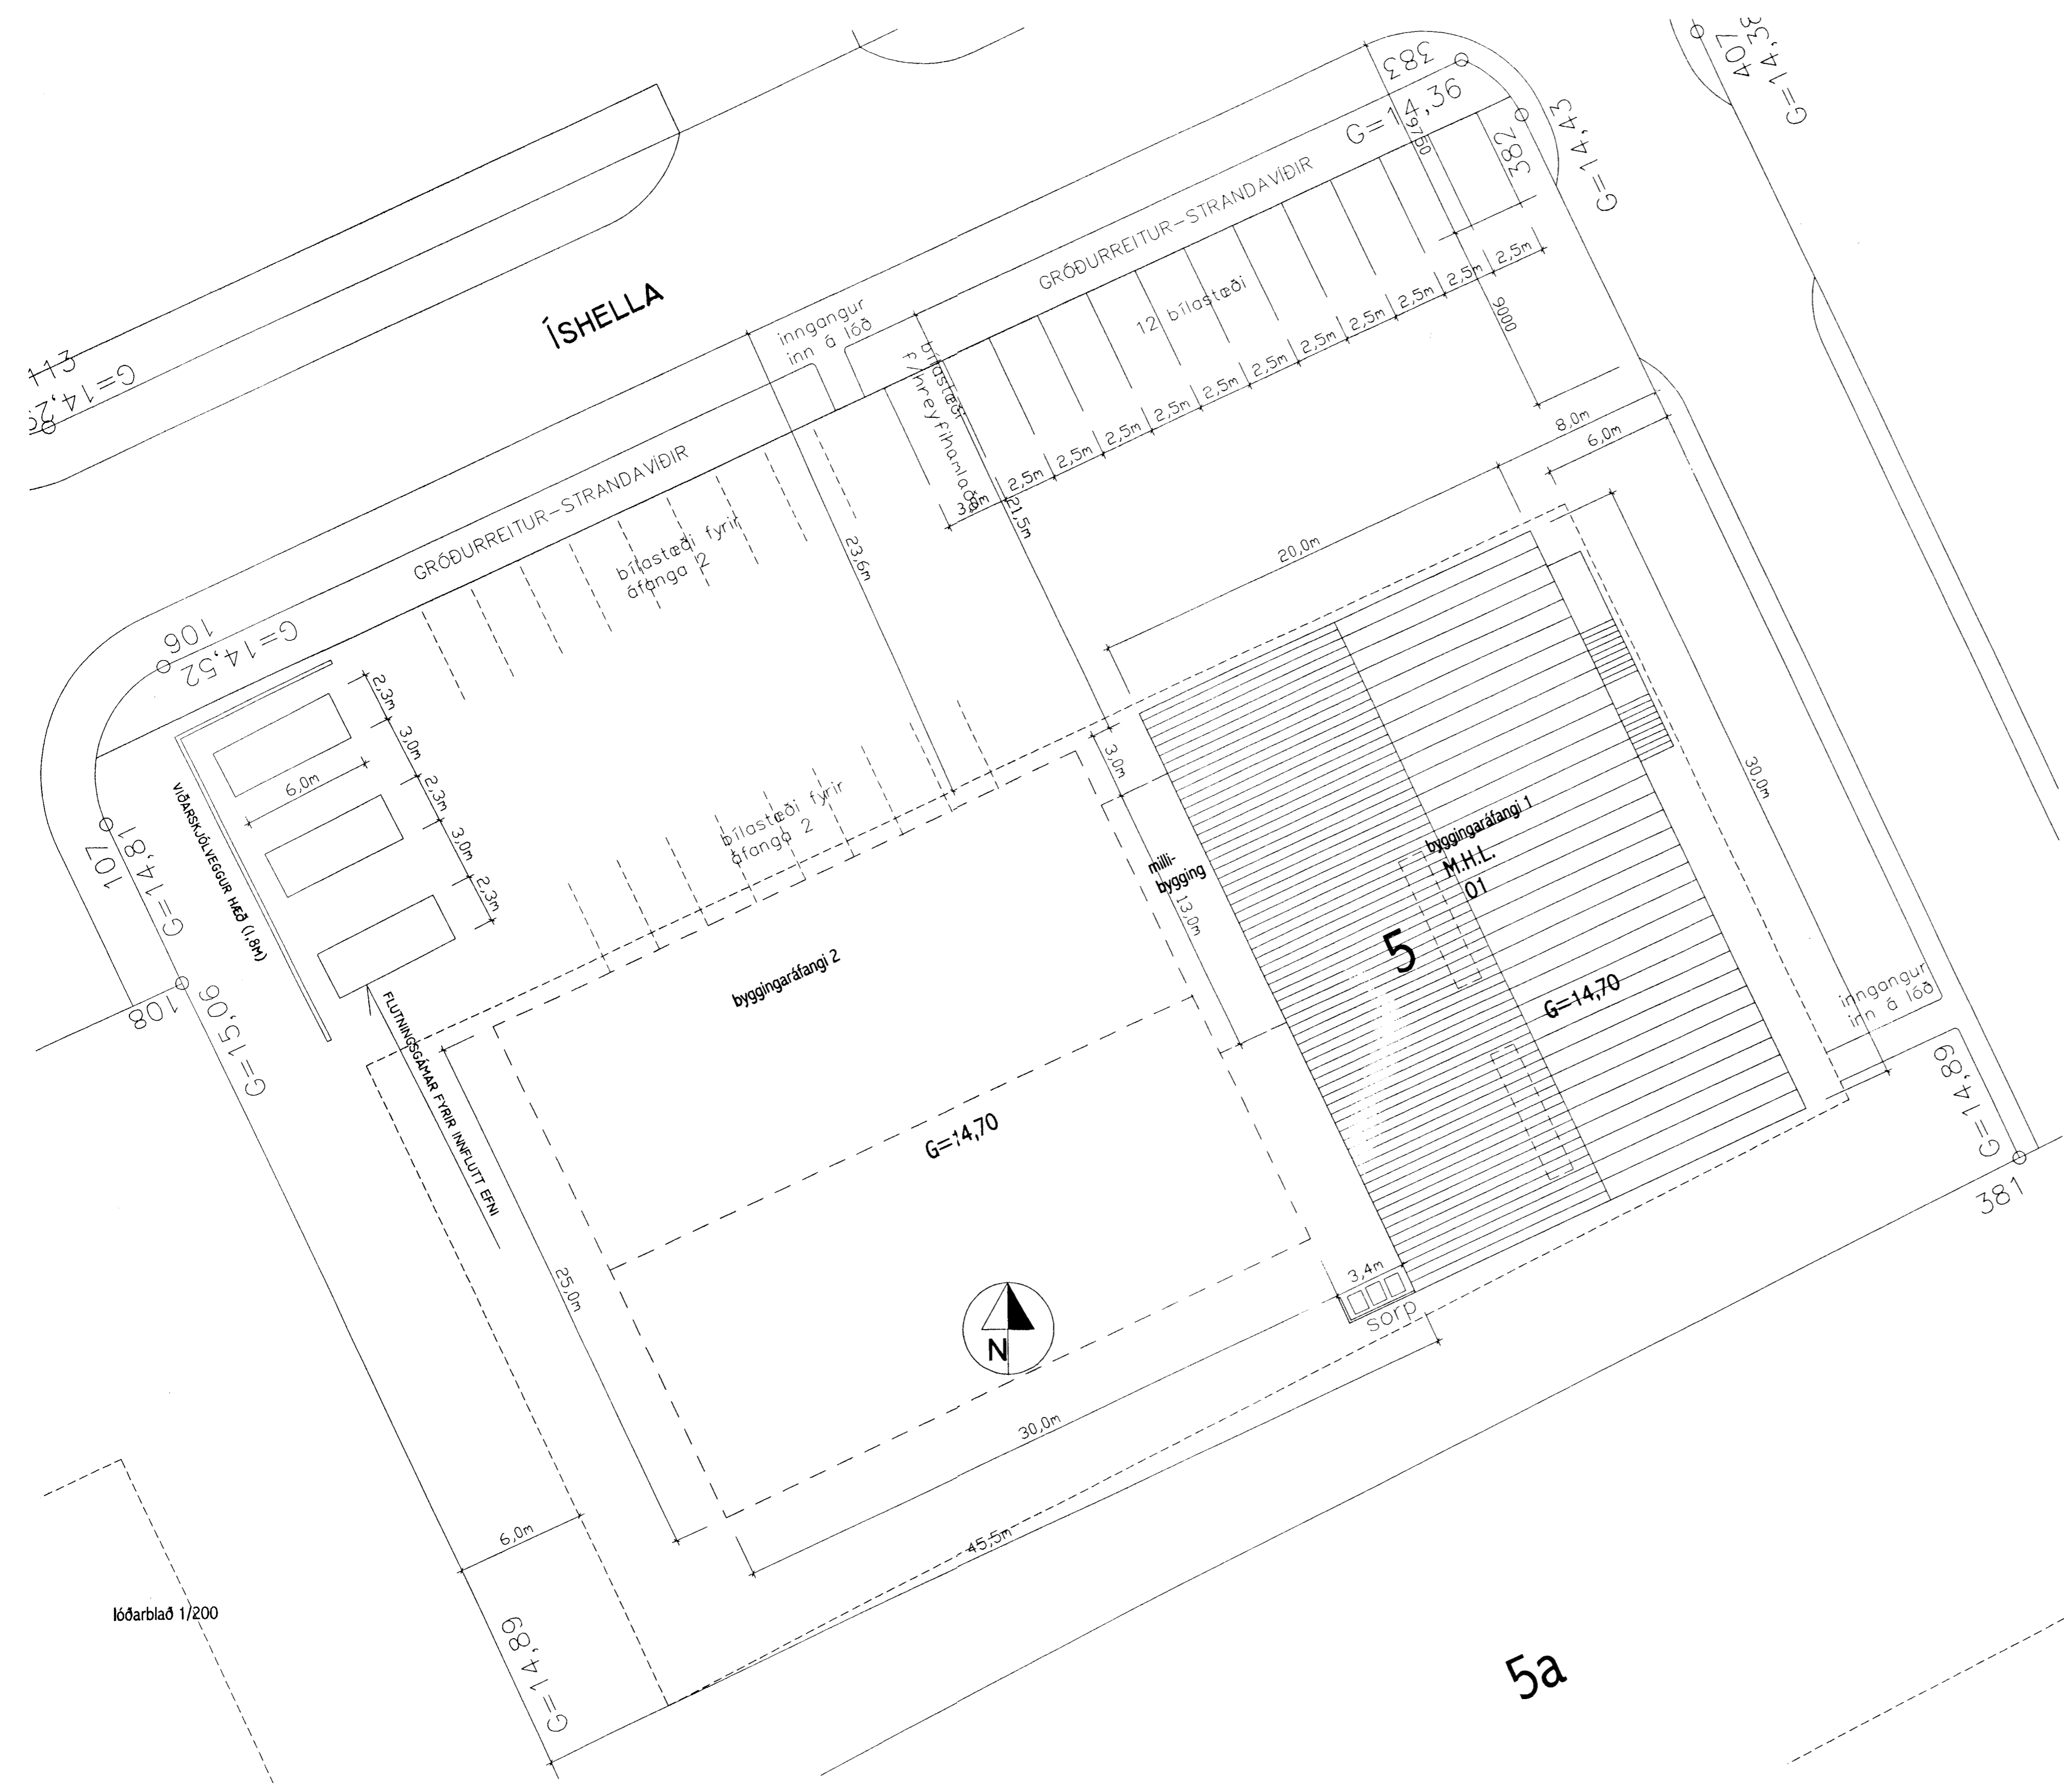 383
G=14,36
9750
382
G=14,43
407
G=14,38
ÍSHELLA
113
G=14,2
inngangur
inn á lóð
GRÓÐURREITUR-STRANDAVÍÐIR
12 bílastæði
bílastæði
2,5m
2,5m
2,5m
2,5m
2,5m
2,5m
2,5m
2,5m
2,5m
2,5m
2,5m
9000
8,0m
6,0m
21,5m
23,6m
20,0m
GRÓÐURREITUR-STRANDAVÍÐIR
bílastæði fyrir
áfanga 2
106
G=14,52
2,3m
3,0m
2,3m
3,0m
2,3m
6,0m
VIÐARSKJÓLVEGGUR HÆÐ (1,8M)
107
G=14,81
108
G=15,06
bílastæði fyrir
áfanga 2
3,0m
30,0m
milli-
bygging
13,0m
byggingaráfangi 1
M.H.L.
01
5
G=14,70
byggingaráfangi 2
FLUTNINGSGÁMAR FYRIR INNFLUTT EFNI
inngangur
inn á lóð
G=14,89
381
G=14,70
25,0m
N
3,4m
sorp
30,0m
45,5m
6,0m
lóðarblað 1/200
G=14,89
5a